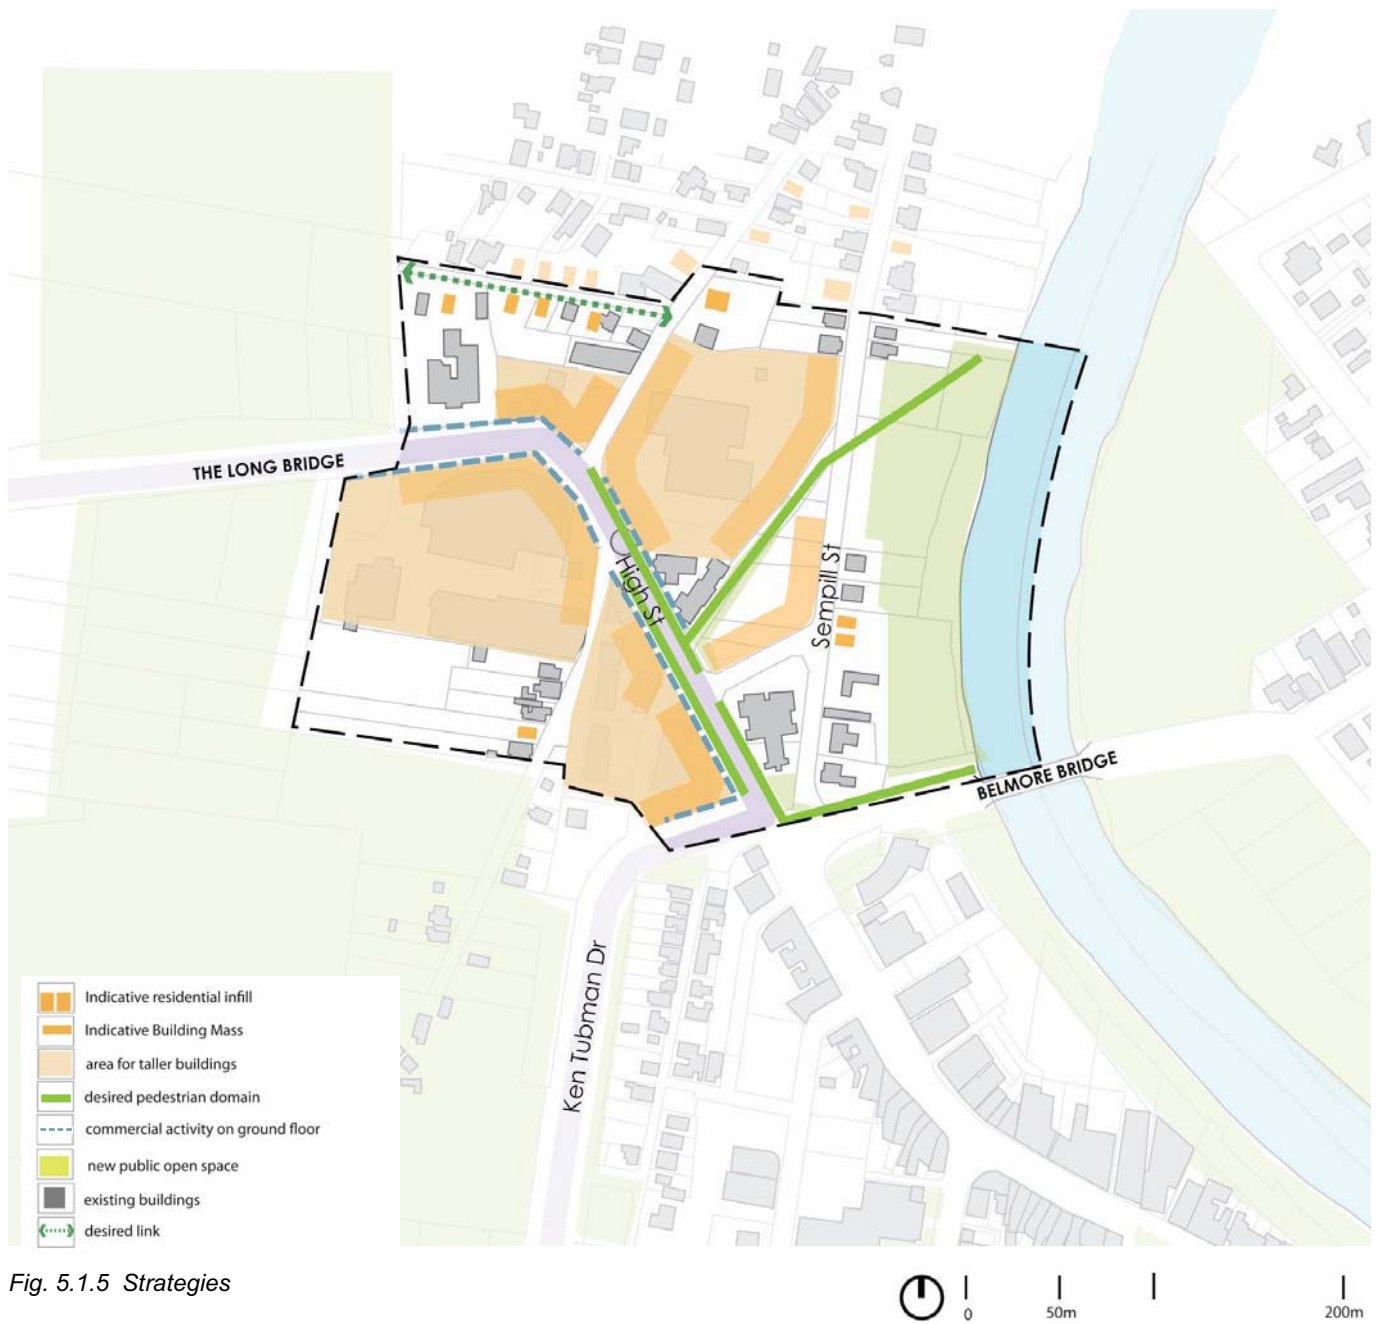 THE LONG BRIDGE
High St
Sempill St
BELMORE BRIDGE
Ken Tubman Dr
Indicative residential infill
Indicative Building Mass
area for taller buildings
desired pedestrian domain
commercial activity on ground floor
new public open space
existing buildings
desired link
Fig. 5.1.5 Strategies
0 50m 200m